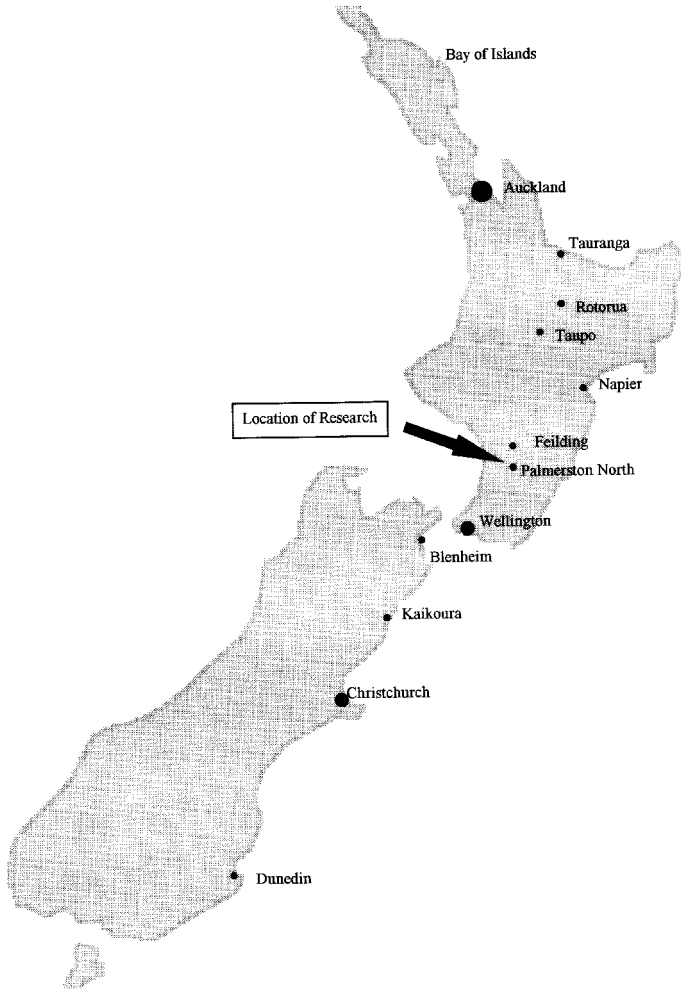 Bay of Islands
Auckland
Tauranga
Rotorua
Taupo
Napier
Location of Research
Feilding
Palmerston North
Wellington
Blenheim
Kaikoura
Christchurch
Dunedin